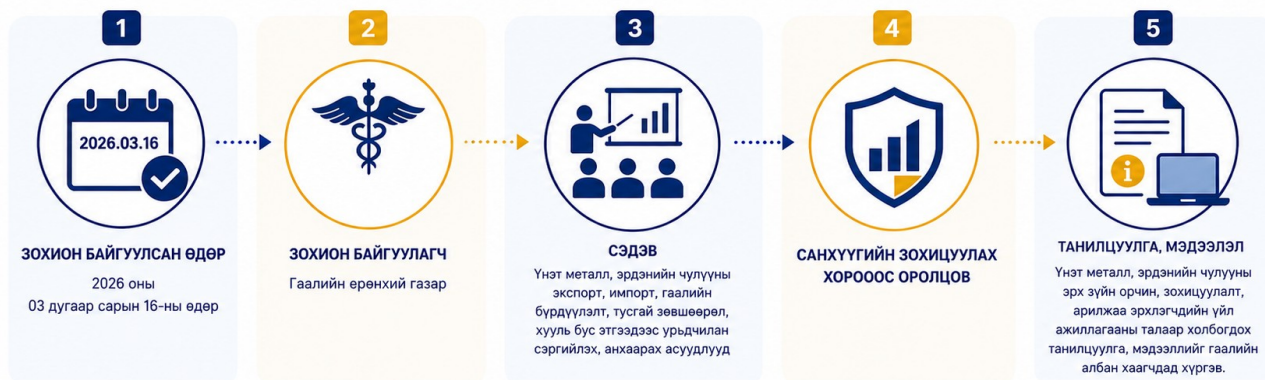 1
2026.03.16
ЗОХИОН БАЙГУУЛСАН ӨДӨР
2026 оны
03 дугаар сарын 16-ны өдөр
2
ЗОХИОН БАЙГУУЛАГЧ
Гаалийн ерөнхий газар
3
СЭДЭВ
Үнэт металл, эрдэнийн чулууны
экспорт, импорт, гаалийн
бүрдүүлэлт, тусгай зөвшөөрөл,
хууль бус этгээдээс урьдчилан
сэргийлэх, анхаарах асуудлууд
4
САНХҮҮГИЙН ЗОХИЦУУЛАХ
ХОРОООС ОРОЛЦОВ
5
i
ТАНИЛЦУУЛГА, МЭДЭЭЛЭЛ
Үнэт металл, эрдэнийн чулууны
эрх зүйн орчин, зохицуулалт,
арилжаа эрхлэгчдийн үйл
ажиллагааны талаар холбогдох
танилцуулга, мэдээллийг гаалийн
албан хаагчдад хүргэв.